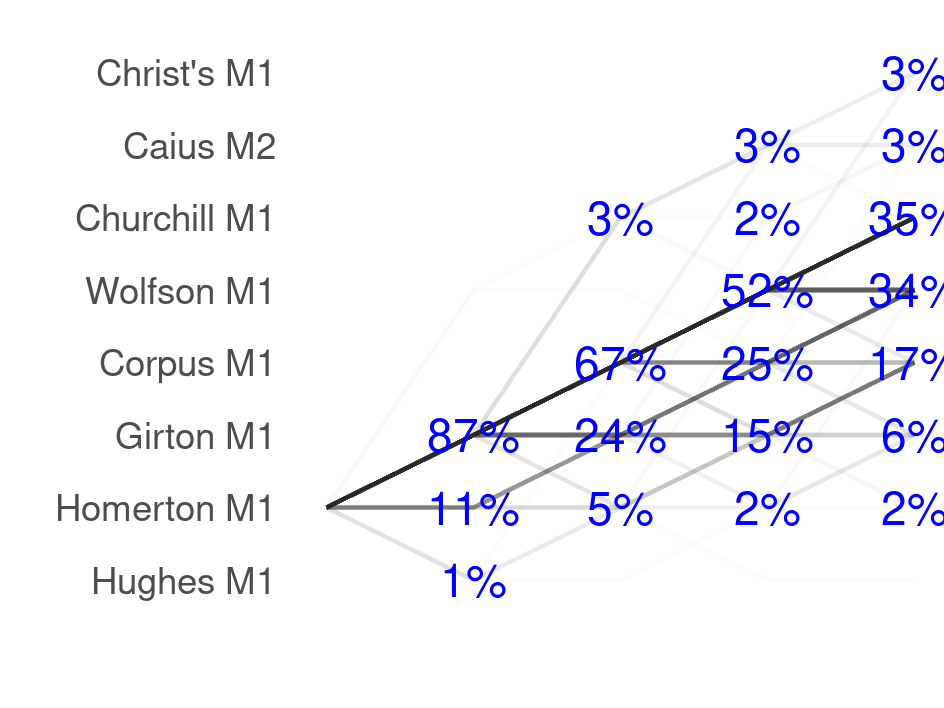 Christ's M1 3%
Caius M2 3% 3%
Churchill M1 3% 2% 35%
Wolfson M1 52% 34%
Corpus M1 67% 25% 17%
Girton M1 87% 24% 15% 6%
Homerton M1 11% 5% 2% 2%
Hughes M1 1%